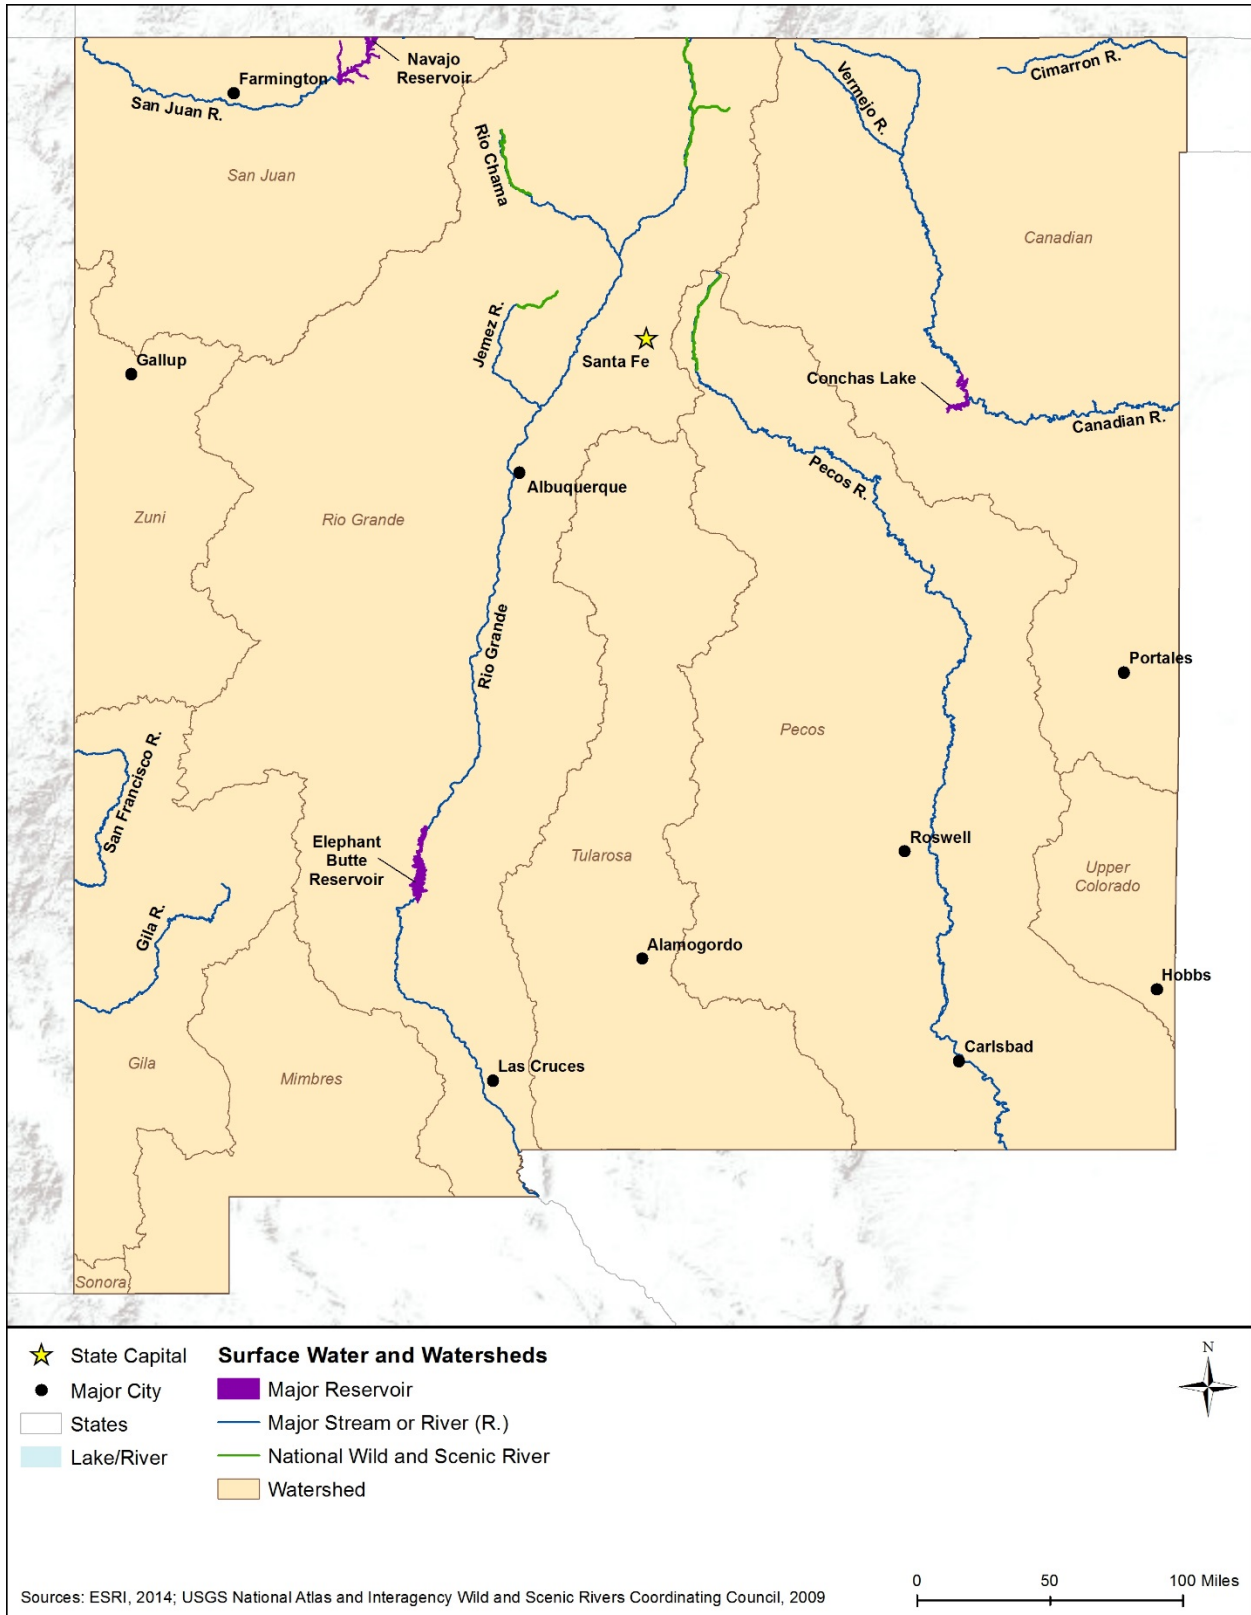 Navajo
Reservoir
Farmington
San Juan R.
San Juan
Rio Chama
Vermejo R.
Cimarron R.
Canadian
Jemez R.
Santa Fe
Gallup
Conchas Lake
Canadian R.
Pecos R.
Albuquerque
Zuni
Rio Grande
Rio Grande
Portales
San Francisco R.
Pecos
Elephant
Butte
Reservoir
Tularosa
Roswell
Upper
Colorado
Gila R.
Alamogordo
Hobbs
Carlsbad
Las Cruces
Gila
Mimbres
Sonora
State Capital
Major City
States
Lake/River
Surface Water and Watersheds
Major Reservoir
Major Stream or River (R.)
National Wild and Scenic River
Watershed
N
Sources: ESRI, 2014; USGS National Atlas and Interagency Wild and Scenic Rivers Coordinating Council, 2009
0 50 100 Miles